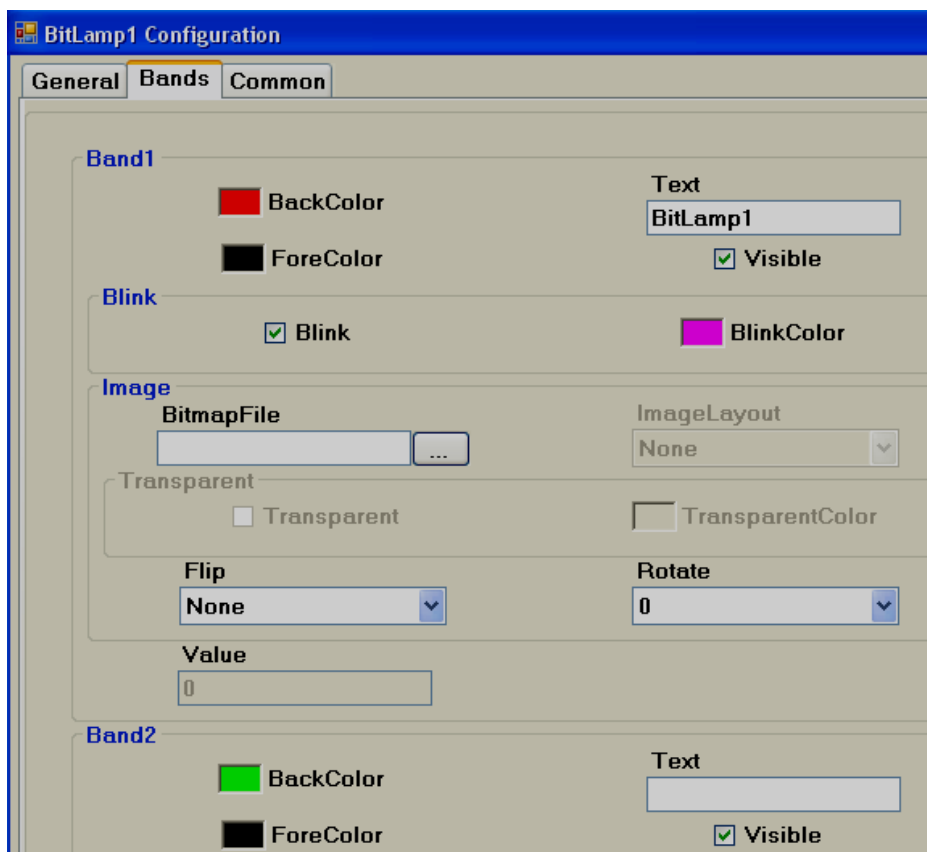 BitLamp1 Configuration
General Bands Common
Band1
BackColor
Text
BitLamp1
ForeColor
Visible
Blink
Blink
BlinkColor
Image
BitmapFile
ImageLayout
...
None
Transparent
Transparent
TransparentColor
Flip
Rotate
None
0
Value
0
Band2
BackColor
Text
ForeColor
Visible